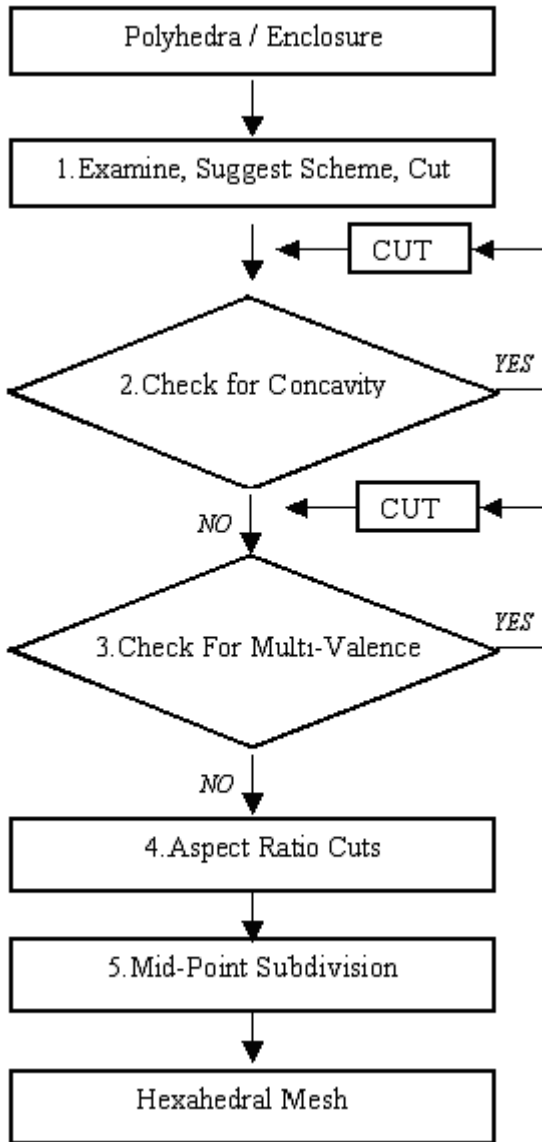 Polyhedra / Enclosure
1.Examine, Suggest Scheme, Cut
CUT
YES
2.Check for Concavity
CUT
NO
YES
3.Check For Multı-Valence
NO
4.Aspect Ratio Cuts
5.Mid-Point Subdivision
Hexahedral Mesh